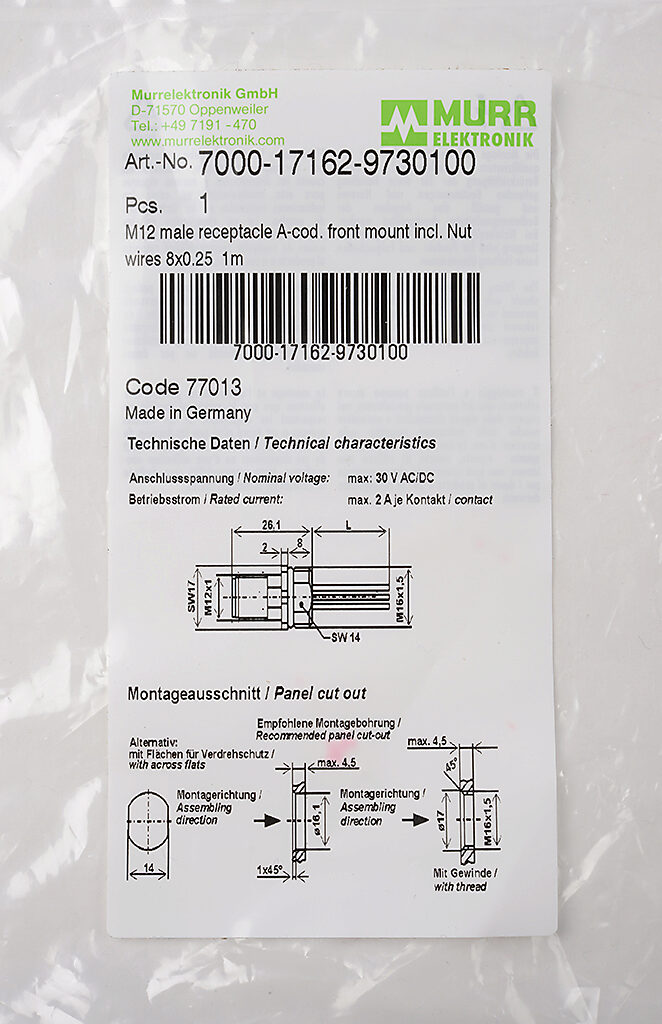 Murrelektronik GmbH
D-71570 Oppenweiler
Tel.: +49 7191 -470
www.murrelektronik.com
MURR
ELEKTRONIK
Art.-No. 7000-17162-9730100
Pcs. 1
M12 male receptacle A-cod. front mount incl. Nut
wires 8x0.25 1m
7000-17162-9730100
Code 77013
Made in Germany
Technische Daten / Technical characteristics
Anschlussspannung / Nominal voltage: max: 30 V AC/DC
Betriebsstrom / Rated current: max. 2 A je Kontakt / contact
26,1 L
2 8
SW17
M12x1
M16x1,5
SW 14
Montageausschnitt / Panel cut out
Empfohlene Montagebohrung /
Recommended panel cut-out
Alternativ:
mit Flächen für Verdrehschutz /
with across flats
max. 4,5
max. 4,5
45°
Montagerichtung /
Assembling
direction
ø16,1
Montagerichtung /
Assembling
direction
ø17
M16x1,5
14
1x45°
Mit Gewinde /
with thread